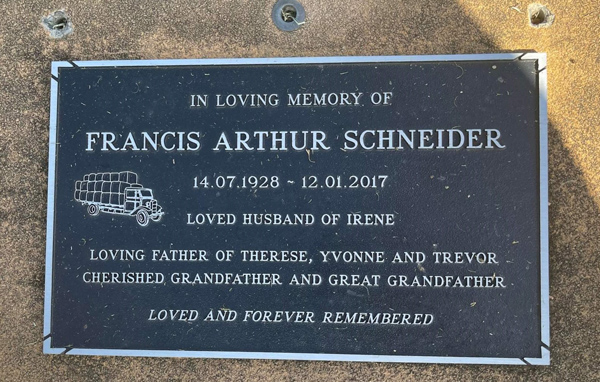 IN LOVING MEMORY OF
FRANCIS ARTHUR SCHNEIDER
14.07.1928 ~ 12.01.2017
LOVED HUSBAND OF IRENE
LOVING FATHER OF THERESE, YVONNE AND TREVOR
CHERISHED GRANDFATHER AND GREAT GRANDFATHER
LOVED AND FOREVER REMEMBERED